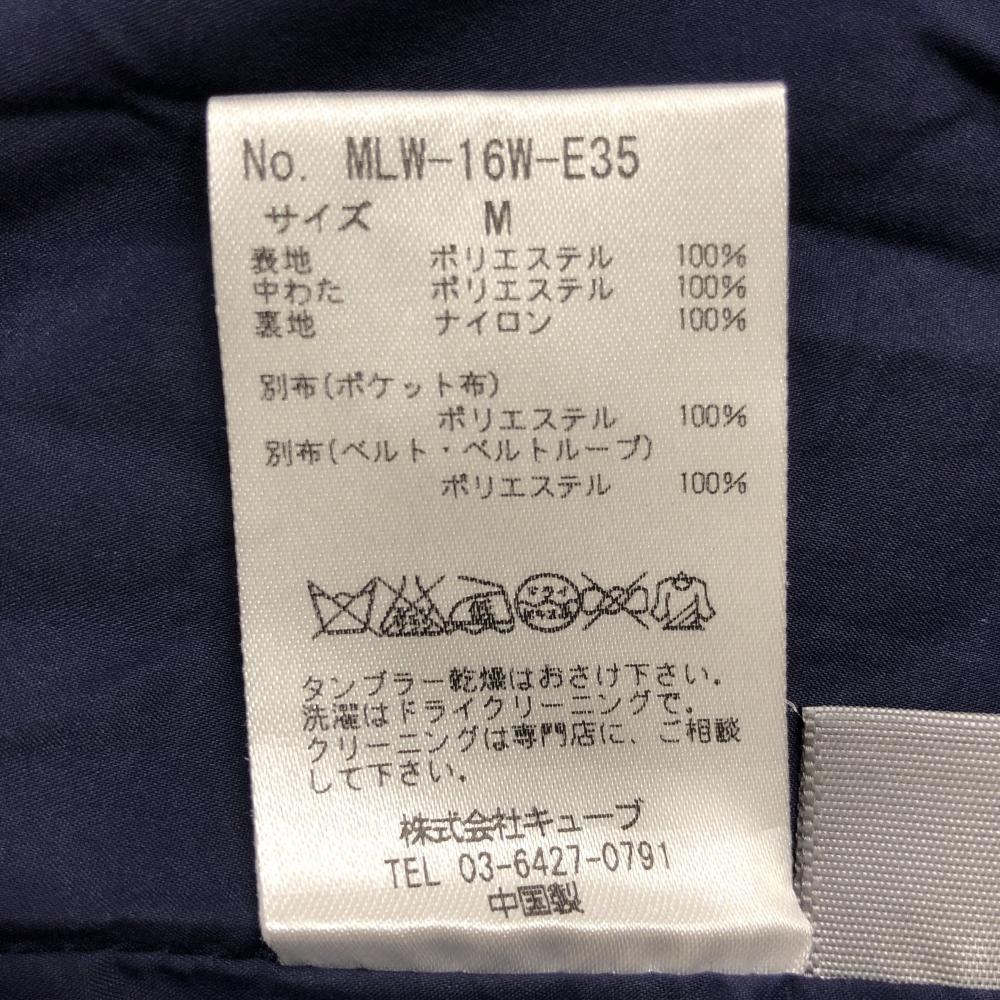 No. MLW-16W-E35
サイズ M
表地 ポリエステル 100%
中わた ポリエステル 100%
裏地 ナイロン 100%
別布(ポケット布)
ポリエステル 100%
別布(ベルト・ベルトループ)
ポリエステル 100%
ドライ
タンブラー乾燥はおさけ下さい.
洗濯はドライクリーニングで.
クリーニングは専門店に、ご相談
して下さい.
株式会社キューブ
TEL 03-6427-0791
中国製